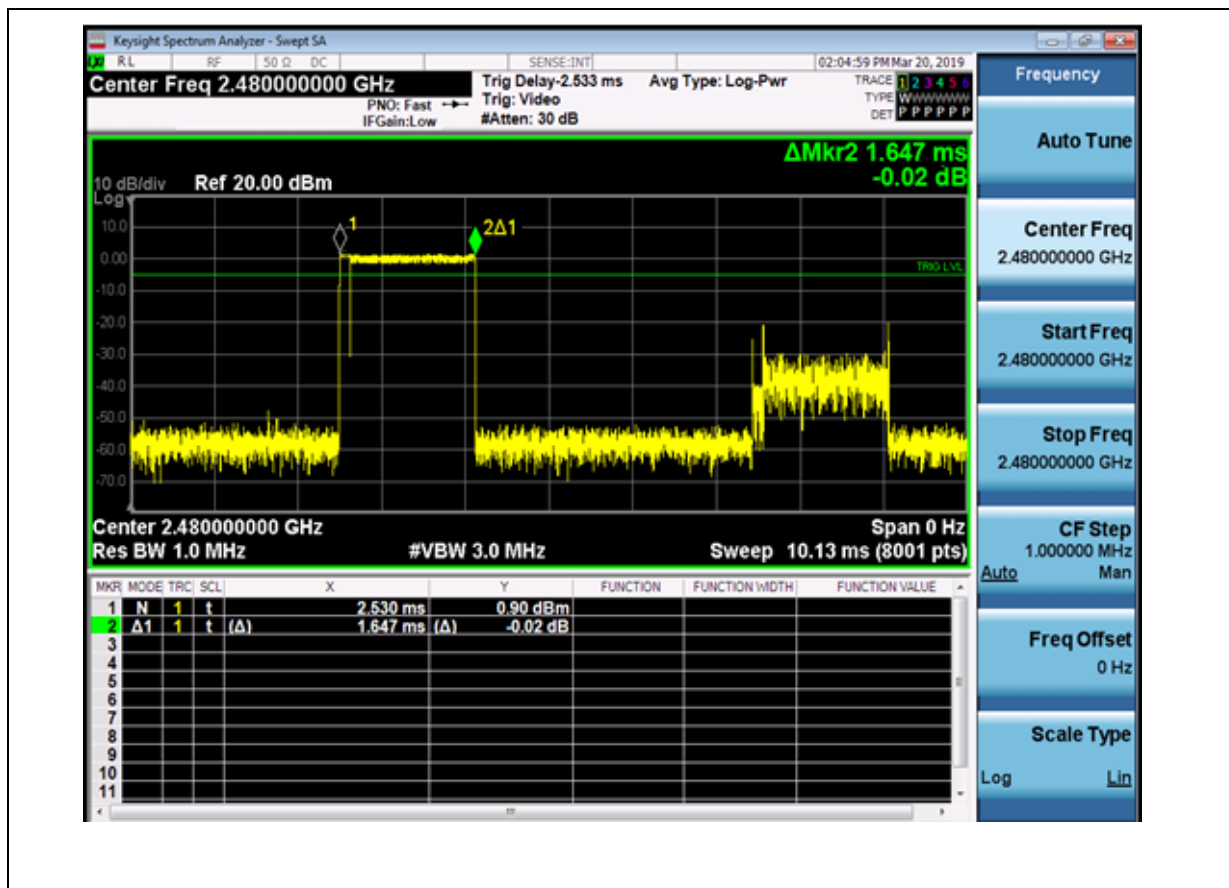 Keysight Spectrum Analyzer - Swept SA
RL RF 50 Ω DC SENSE:INT 02:04:59 PM Mar 20, 2019
Center Freq 2.480000000 GHz
PNO: Fast
IFGain:Low
Trig Delay-2.533 ms
Trig: Video
#Atten: 30 dB
Avg Type: Log-Pwr
TRACE 1 2 3 4 5 6
TYPE WWWWWW
DET P P P P P P
ΔMkr2 1.647 ms
-0.02 dB
10 dB/div Ref 20.00 dBm
Log
10.0
0.00
-10.0
-20.0
-30.0
-40.0
-50.0
-60.0
-70.0
1
2Δ1
TRIG LVL
Center 2.480000000 GHz Span 0 Hz
Res BW 1.0 MHz #VBW 3.0 MHz Sweep 10.13 ms (8001 pts)
MKR MODE TRC SCL X Y FUNCTION FUNCTION WIDTH FUNCTION VALUE
1 N 1 t 2.530 ms 0.90 dBm
2 Δ1 1 t (Δ) 1.647 ms (Δ) -0.02 dB
3
4
5
6
7
8
9
10
11
Frequency
Auto Tune
Center Freq
2.480000000 GHz
Start Freq
2.480000000 GHz
Stop Freq
2.480000000 GHz
CF Step
1.000000 MHz
Auto Man
Freq Offset
0 Hz
Scale Type
Log Lin